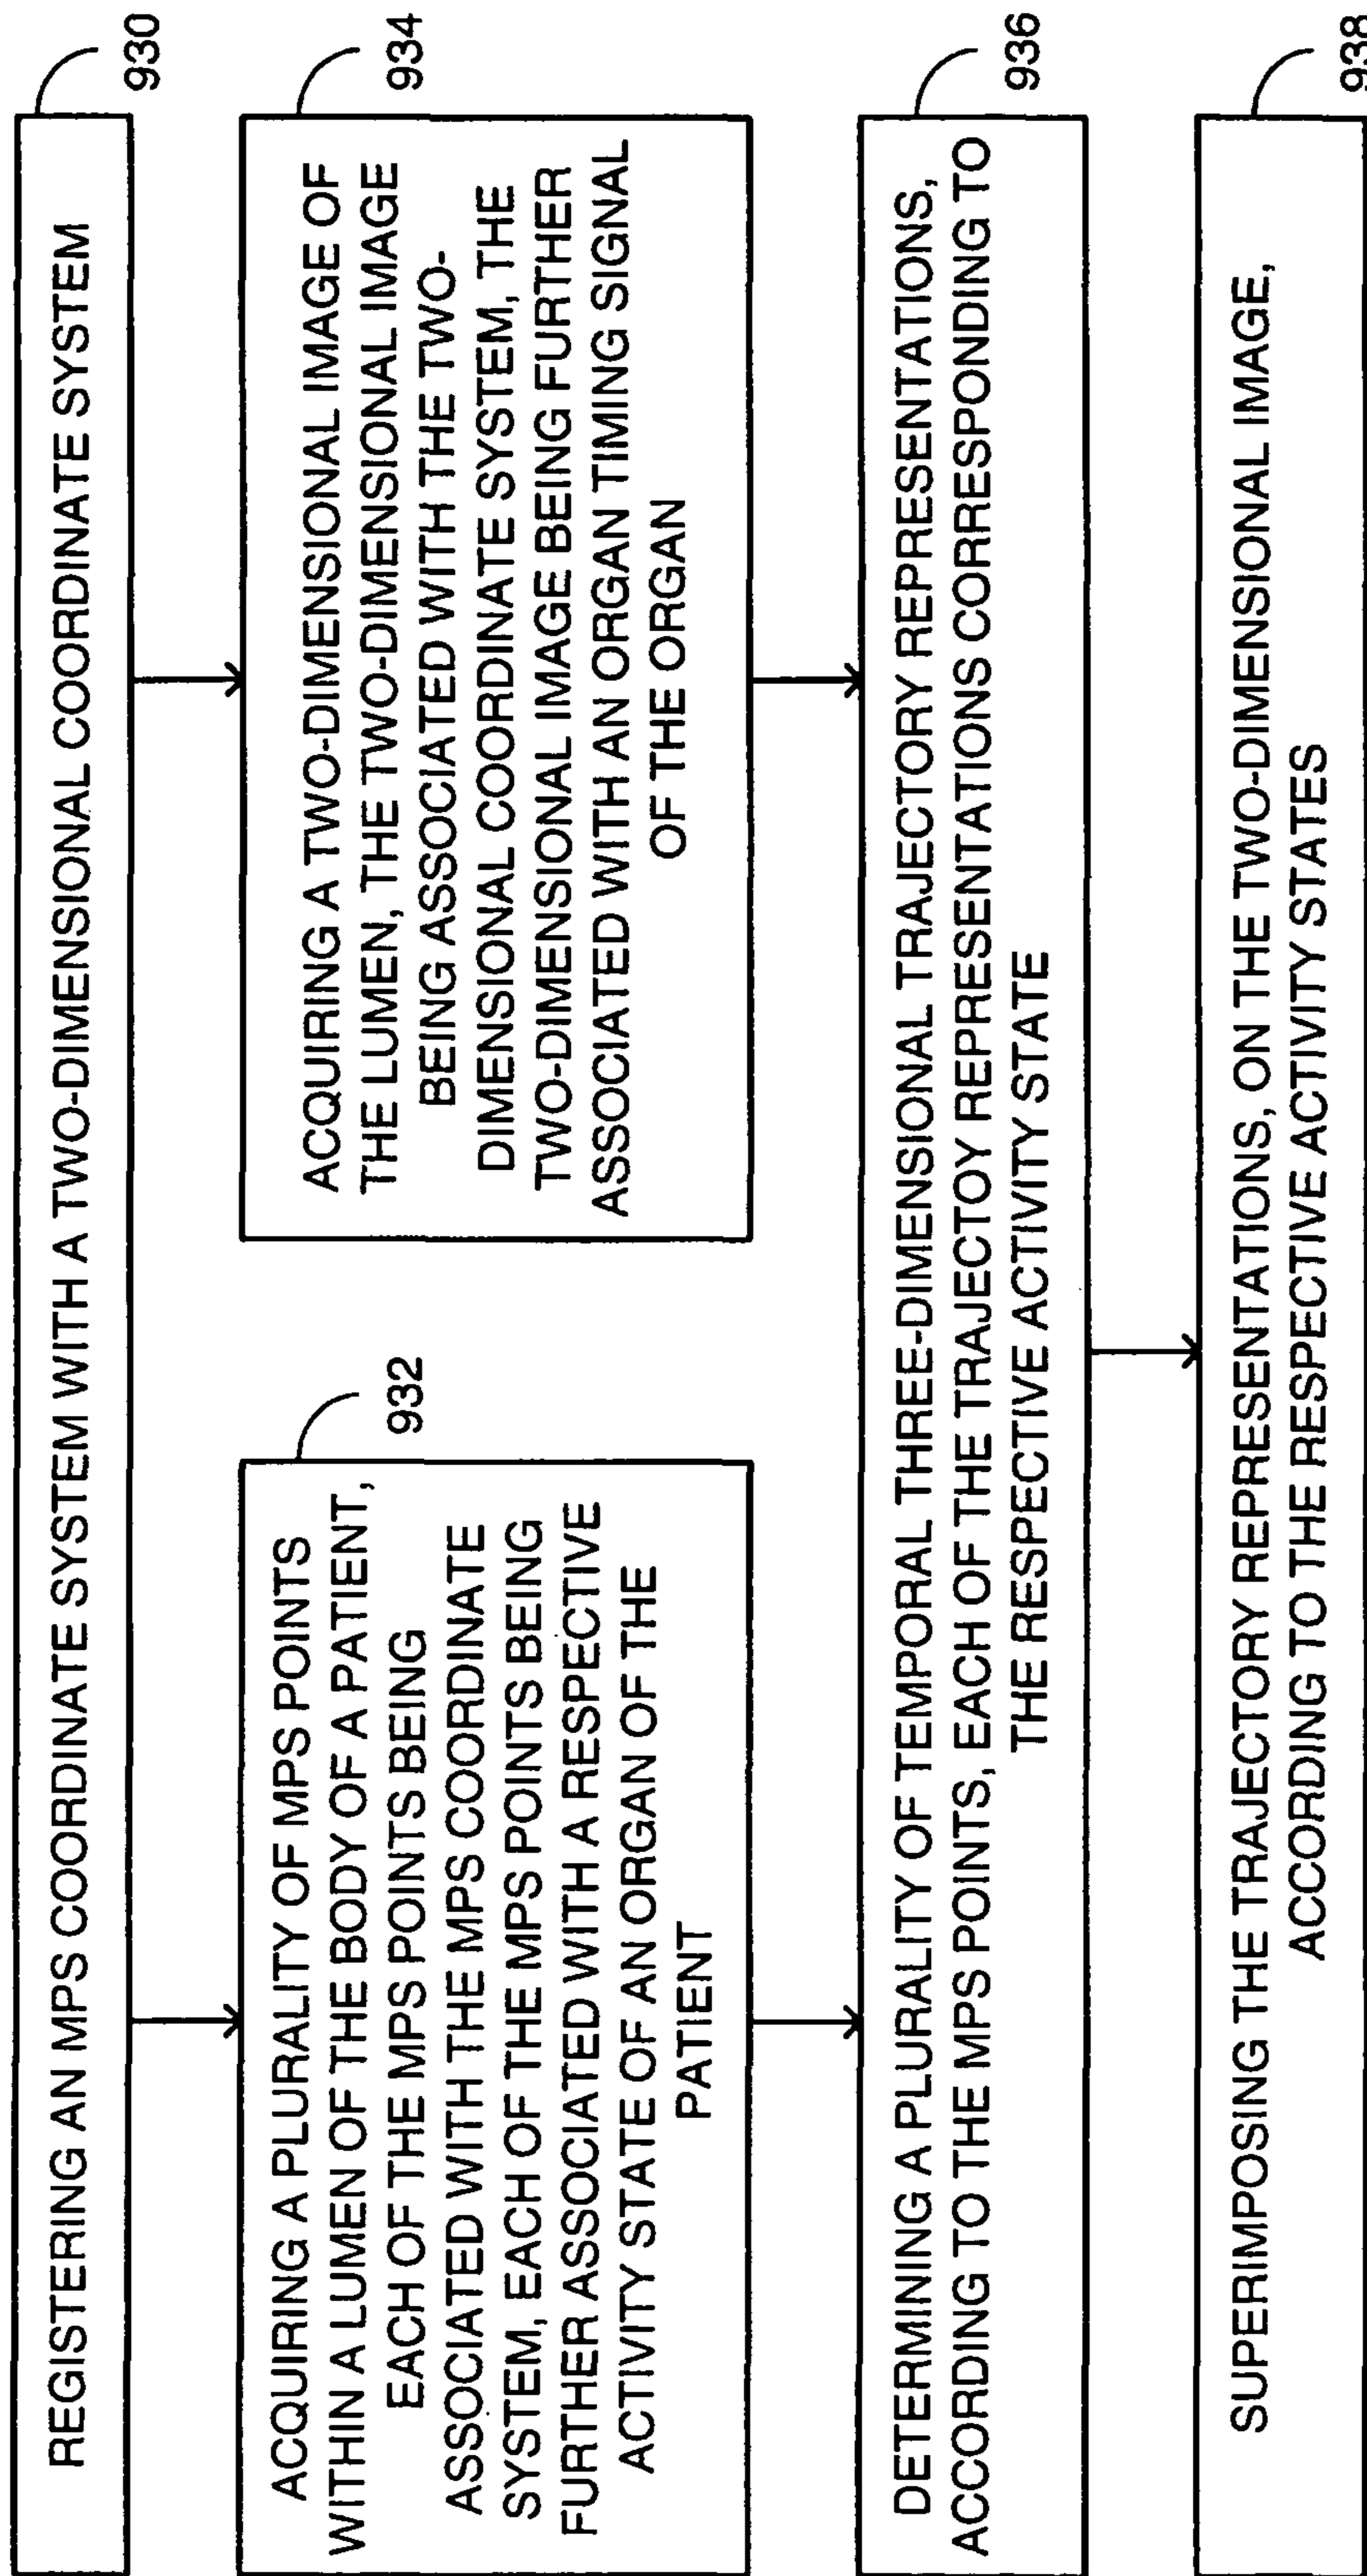 REGISTERING AN MPS COORDINATE SYSTEM WITH A TWO-DIMENSIONAL COORDINATE SYSTEM
930
ACQUIRING A PLURALITY OF MPS POINTS
WITHIN A LUMEN OF THE BODY OF A PATIENT,
EACH OF THE MPS POINTS BEING
ASSOCIATED WITH THE MPS COORDINATE
SYSTEM, EACH OF THE MPS POINTS BEING
FURTHER ASSOCIATED WITH A RESPECTIVE
ACTIVITY STATE OF AN ORGAN OF THE
PATIENT
932
ACQUIRING A TWO-DIMENSIONAL IMAGE OF
THE LUMEN, THE TWO-DIMENSIONAL IMAGE
BEING ASSOCIATED WITH THE TWO-
DIMENSIONAL COORDINATE SYSTEM, THE
TWO-DIMENSIONAL IMAGE BEING FURTHER
ASSOCIATED WITH AN ORGAN TIMING SIGNAL
OF THE ORGAN
934
DETERMINING A PLURALITY OF TEMPORAL THREE-DIMENSIONAL TRAJECTORY REPRESENTATIONS,
ACCORDING TO THE MPS POINTS, EACH OF THE TRAJECTOY REPRESENTATIONS CORRESPONDING TO
THE RESPECTIVE ACTIVITY STATE
936
SUPERIMPOSING THE TRAJECTORY REPRESENTATIONS, ON THE TWO-DIMENSIONAL IMAGE,
ACCORDING TO THE RESPECTIVE ACTIVITY STATES
938